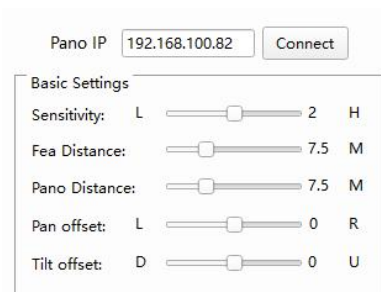 Pano IP 192.168.100.82 Connect
Basic Settings
Sensitivity: L 2 H
Fea Distance: 7.5 M
Pano Distance: 7.5 M
Pan offset: L 0 R
Tilt offset: D 0 U